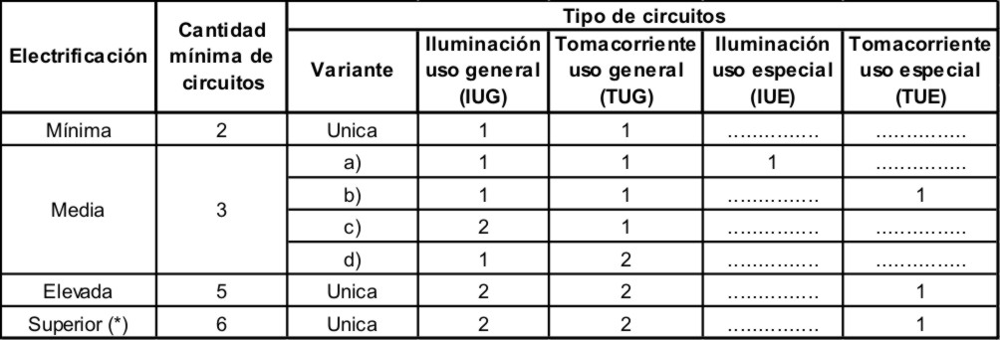 Electrificación | Cantidad mínima de circuitos | Tipo de circuitos
Variante | Iluminación uso general (IUG) | Tomacorriente uso general (TUG) | Iluminación uso especial (IUE) | Tomacorriente uso especial (TUE)
Mínima | 2 | Unica | 1 | 1 | ............... | ...............
Media | 3 | a) | 1 | 1 | 1 | ...............
b) | 1 | 1 | ............... | 1
c) | 2 | 1 | ............... | ...............
d) | 1 | 2 | ............... | ...............
Elevada | 5 | Unica | 2 | 2 | ............... | 1
Superior (*) | 6 | Unica | 2 | 2 | ............... | 1